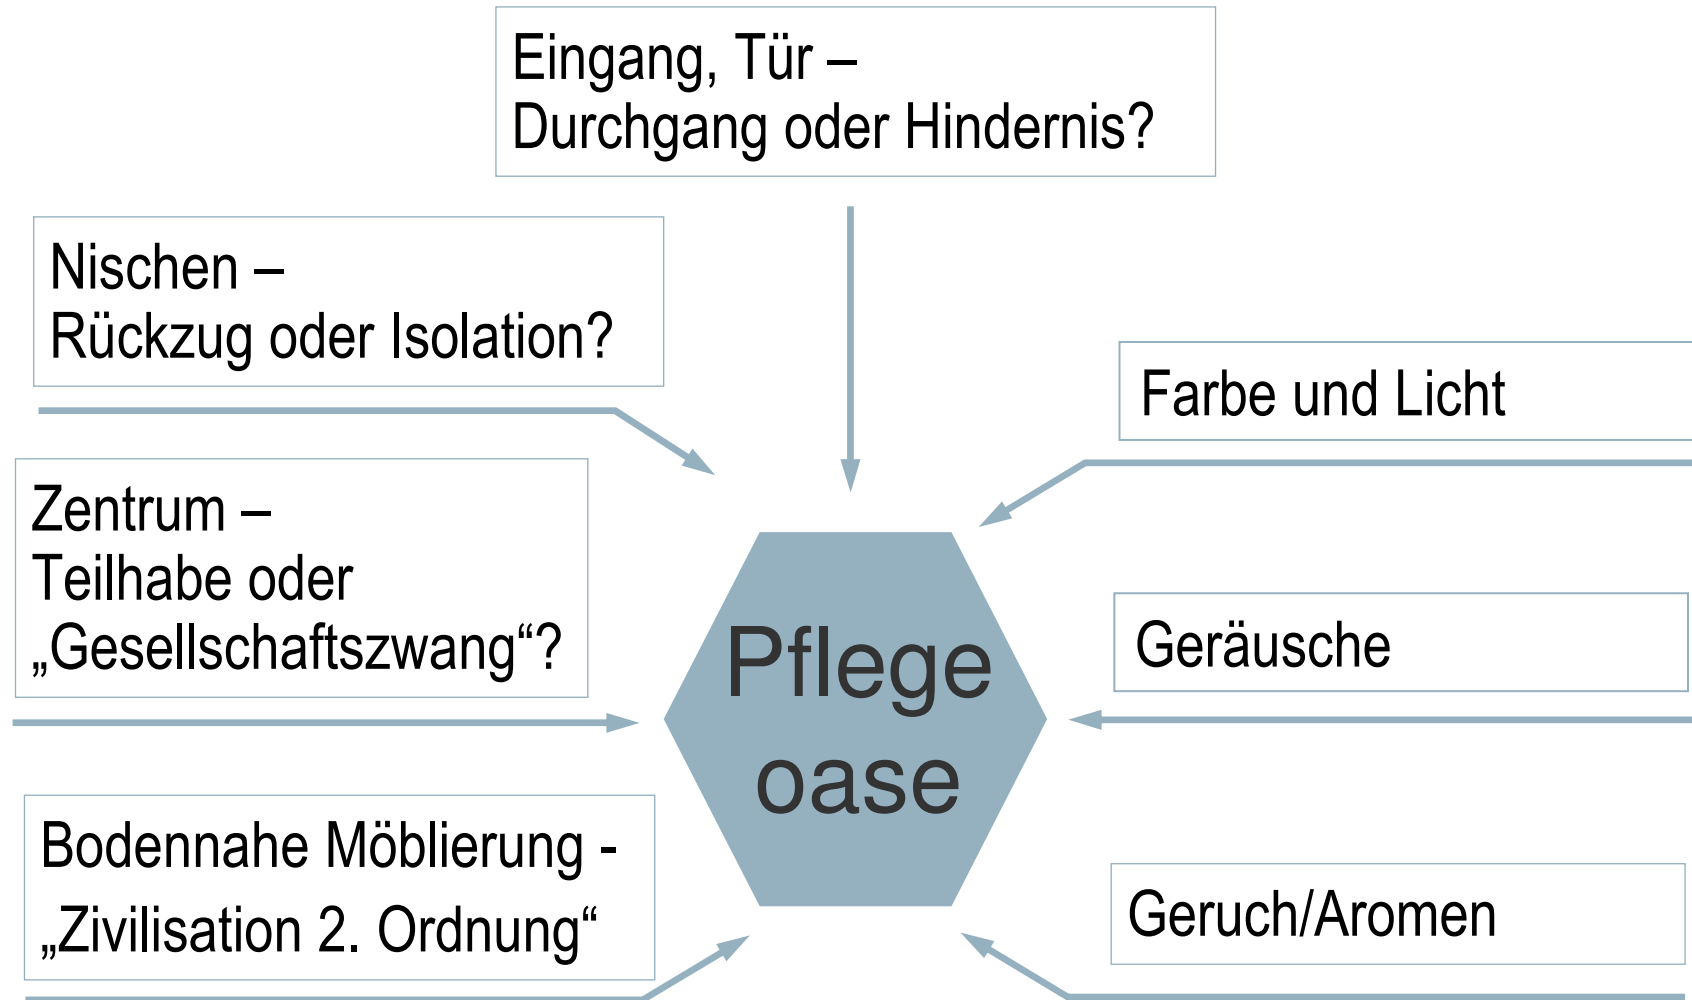 Eingang, Tür –
Durchgang oder Hindernis?
Nischen –
Rückzug oder Isolation?
Farbe und Licht
Zentrum –
Teilhabe oder
„Gesellschaftszwang“?
Geräusche
Pflege
oase
Bodennahe Möblierung -
„Zivilisation 2. Ordnung“
Geruch/Aromen